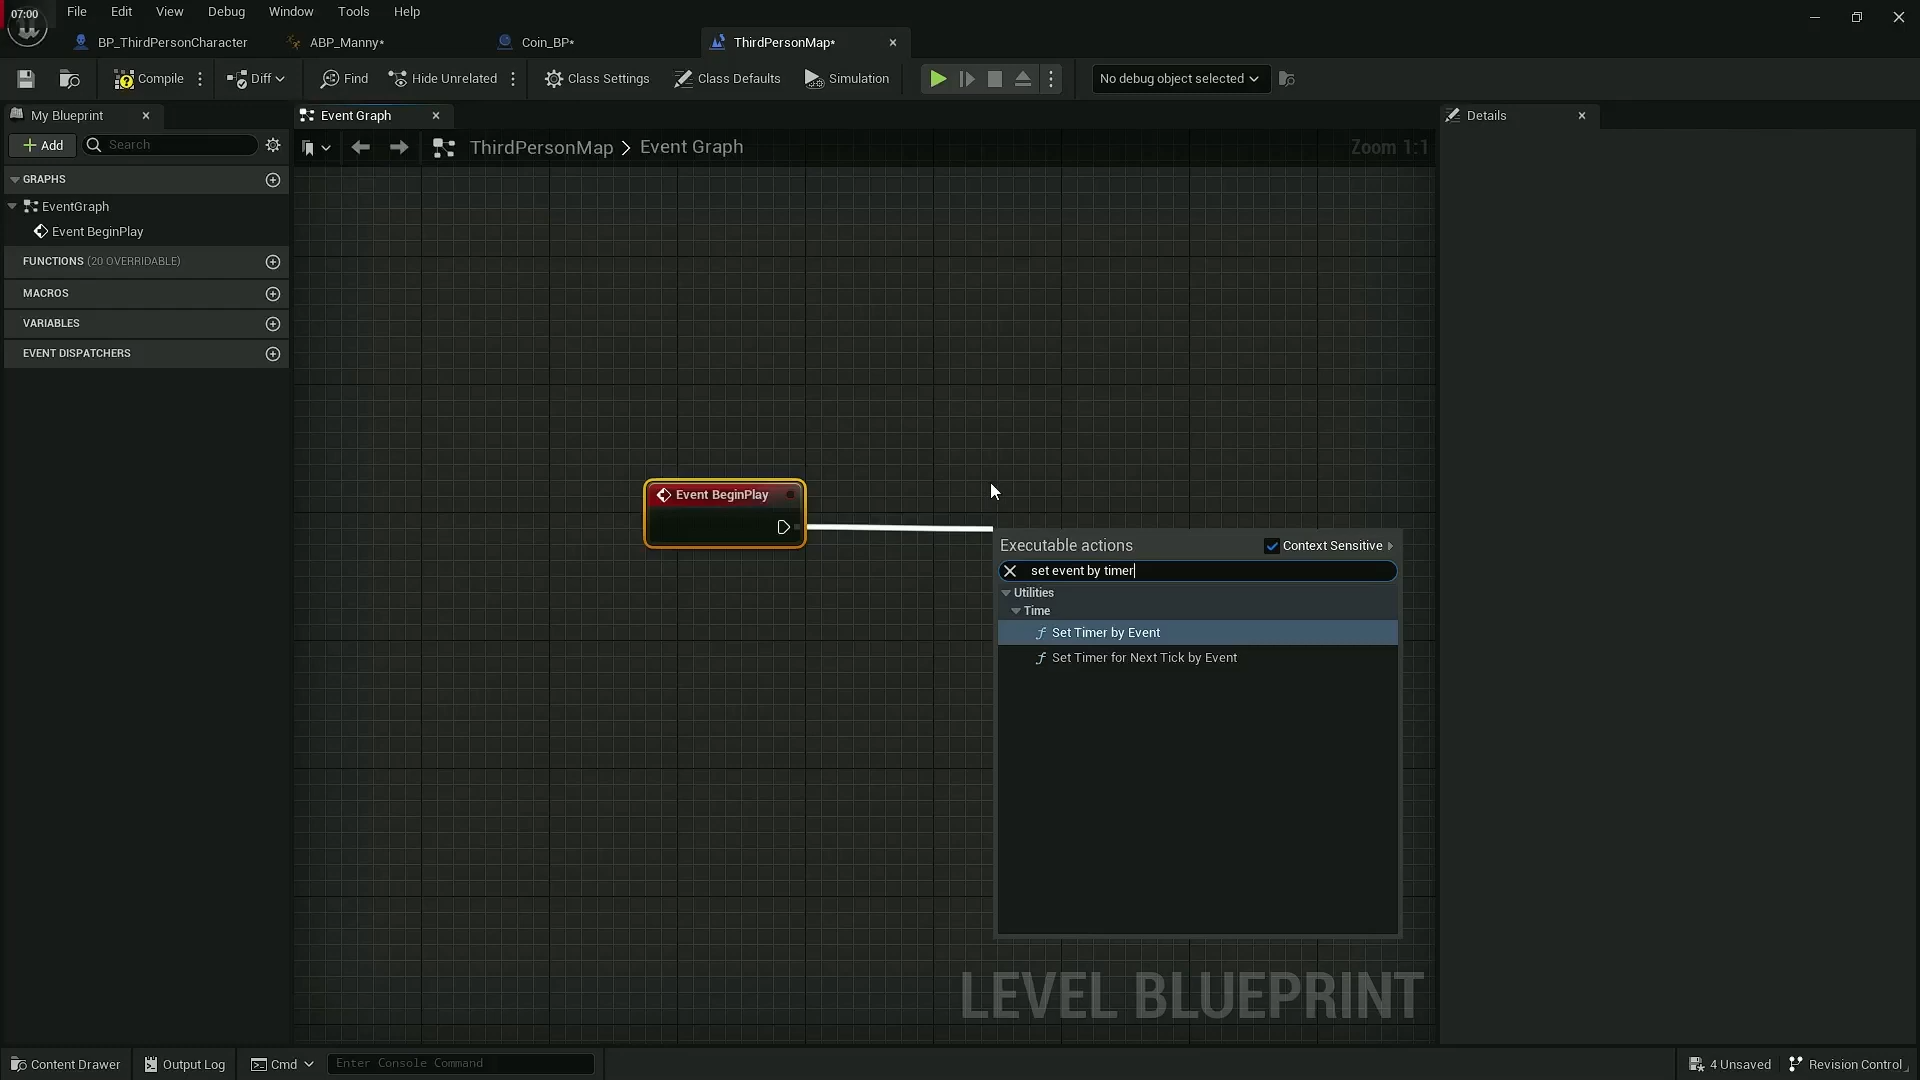 07:00
File Edit View Debug Window Tools Help
BP_ThirdPersonCharacter ABP_Manny* Coin_BP* ThirdPersonMap*
Compile Diff Find Hide Unrelated Class Settings Class Defaults Simulation No debug object selected
My Blueprint Event Graph Details
Add Search ThirdPersonMap > Event Graph Zoom 1:1
GRAPHS
EventGraph
Event BeginPlay
FUNCTIONS (20 OVERRIDABLE)
MACROS
VARIABLES
EVENT DISPATCHERS
Event BeginPlay
Executable actions Context Sensitive
set event by timer
Utilities
Time
f Set Timer by Event
f Set Timer for Next Tick by Event
LEVEL BLUEPRINT
Content Drawer Output Log Cmd Enter Console Command 4 Unsaved Revision Control